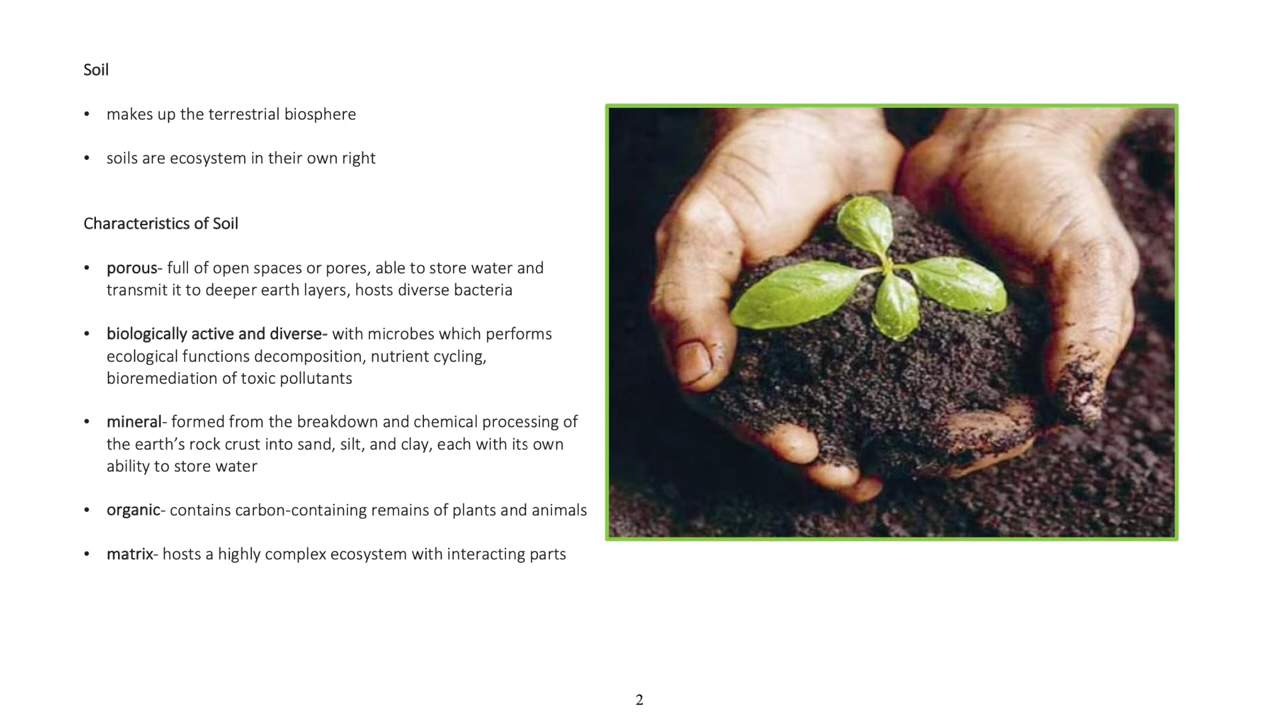 Soil
• makes up the terrestrial biosphere
• soils are ecosystem in their own right
Characteristics of Soil
• porous- full of open spaces or pores, able to store water and
transmit it to deeper earth layers, hosts diverse bacteria
• biologically active and diverse- with microbes which performs
ecological functions decomposition, nutrient cycling,
bioremediation of toxic pollutants
• mineral- formed from the breakdown and chemical processing of
the earth’s rock crust into sand, silt, and clay, each with its own
ability to store water
• organic- contains carbon-containing remains of plants and animals
• matrix- hosts a highly complex ecosystem with interacting parts
2